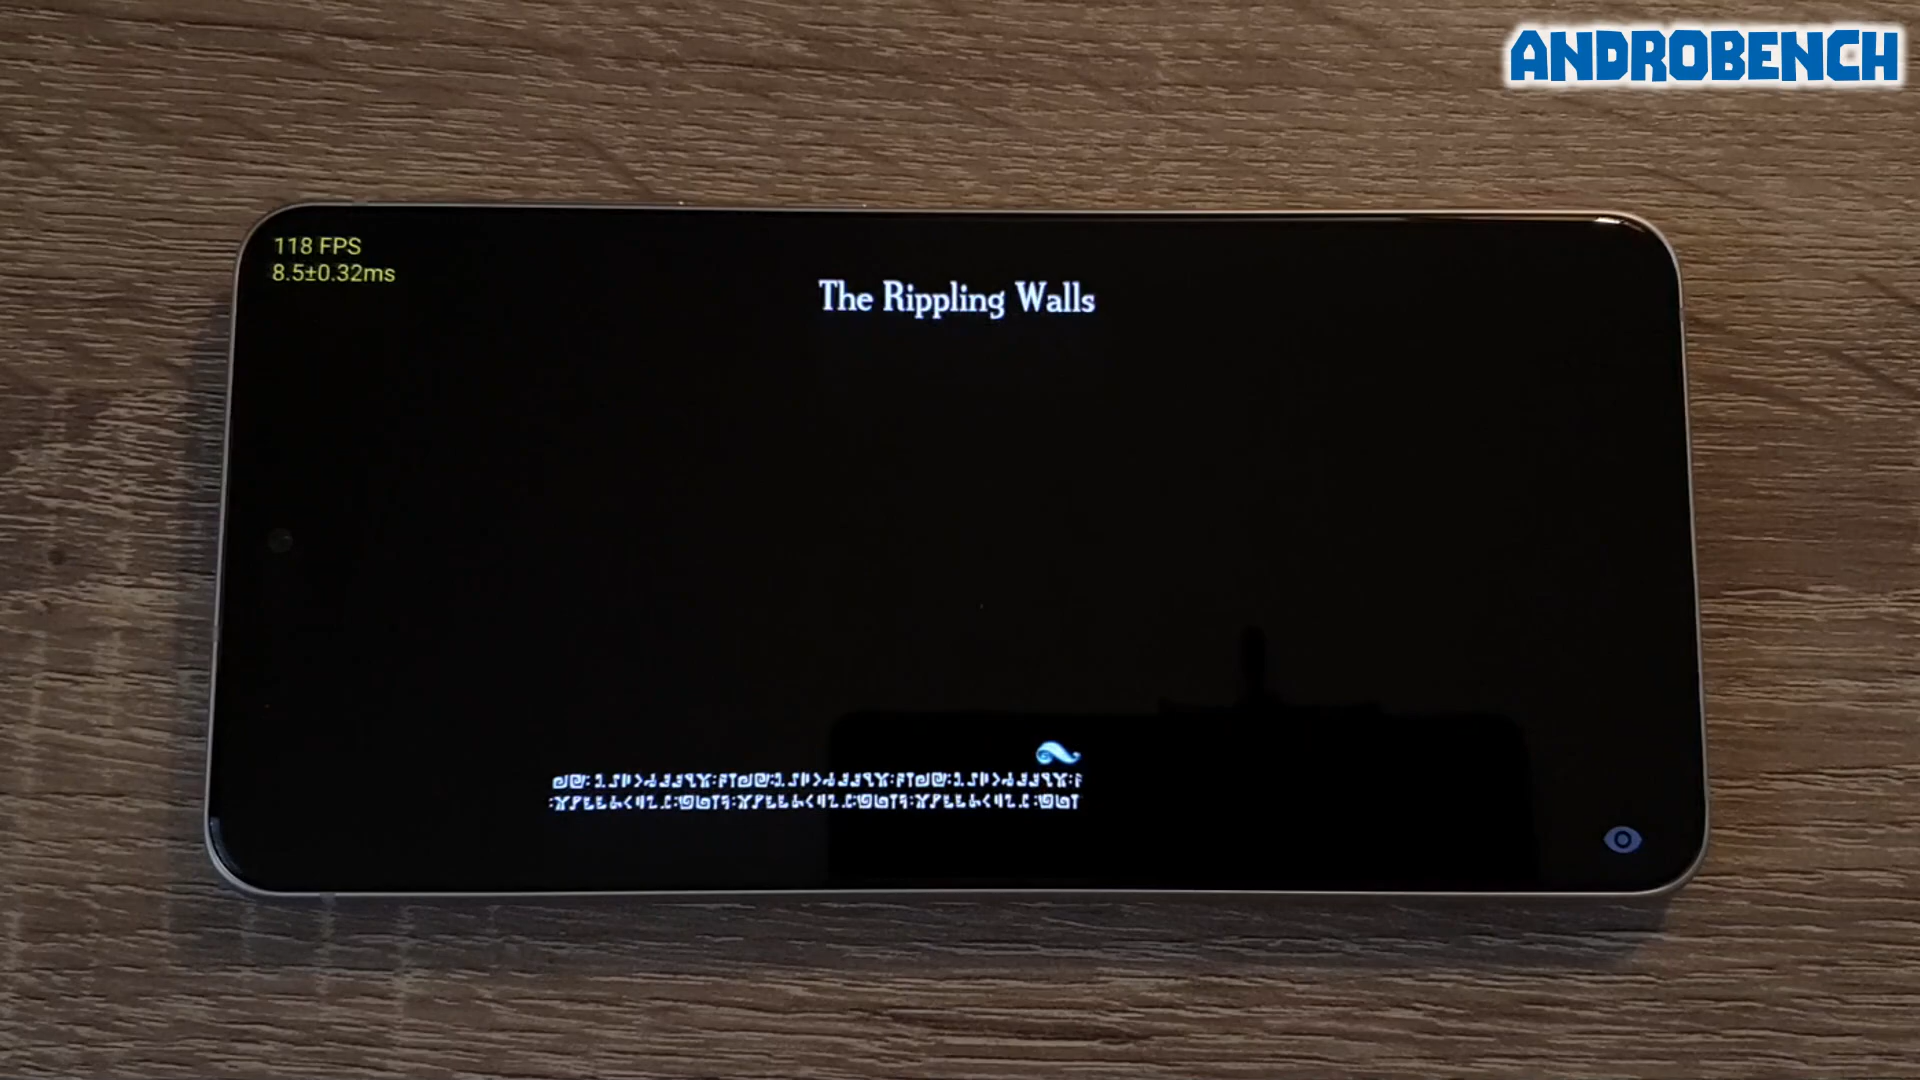 ANDROBENCH
118 FPS
8.5±0.32ms
The Rippling Walls